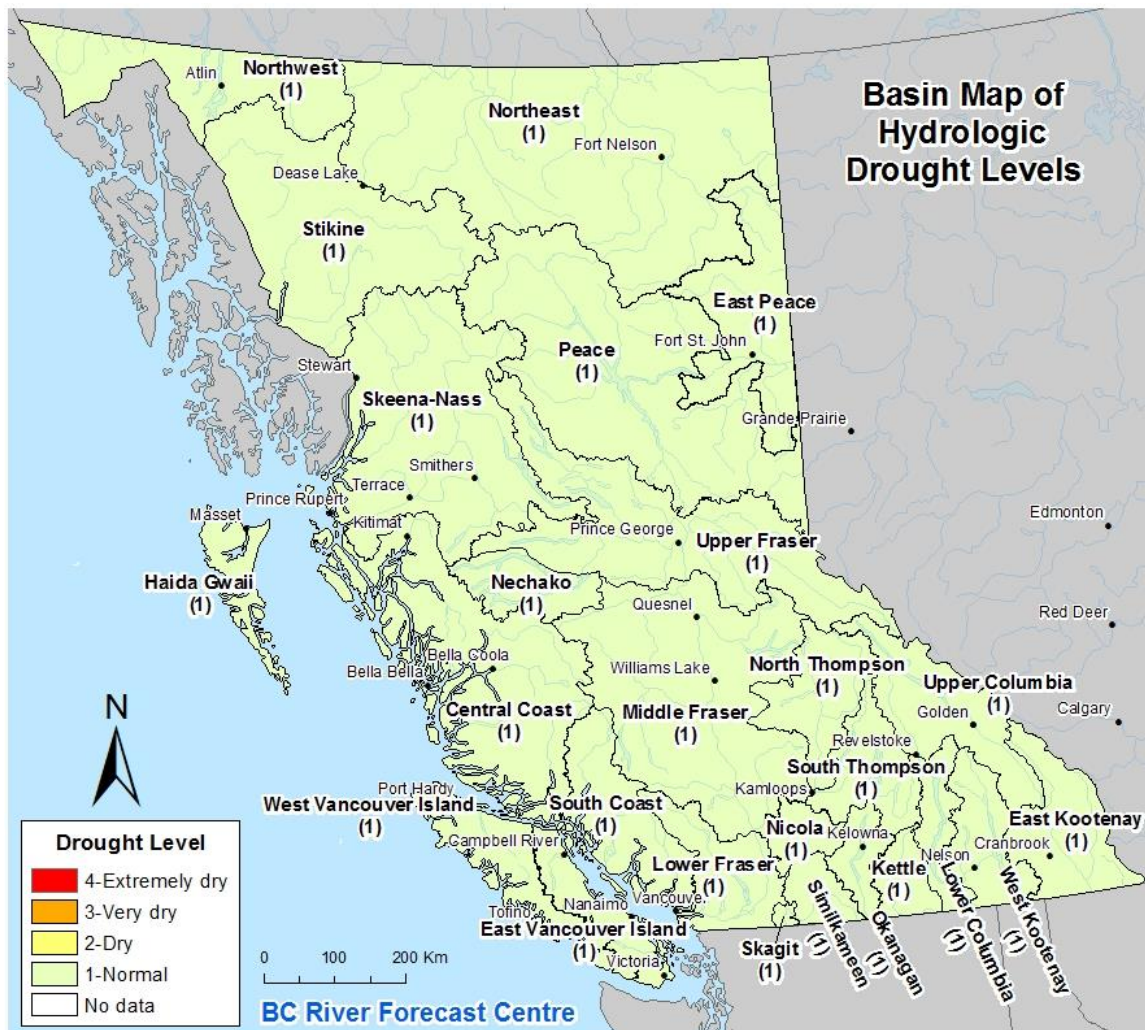 Basin Map of
Hydrologic
Drought Levels
Atlin
Northwest
(1)
Northeast
(1)
Fort Nelson
Dease Lake
Stikine
(1)
East Peace
(1)
Fort St. John
Peace
(1)
Stewart
Skeena-Nass
(1)
Grande Prairie
Smithers
Terrace
Prince Rupert
Masset
Kitimat
Edmonton
Prince George
Upper Fraser
(1)
Haida Gwaii
(1)
Nechako
(1)
Quesnel
Red Deer
Bella Coola
Bella Bella
Williams Lake
North Thompson
(1)
Upper Columbia
(1)
Golden
Calgary
Central Coast
(1)
Middle Fraser
(1)
Revelstoke
South Thompson
(1)
Kamloops
N
Port Hardy
West Vancouver Island
(1)
South Coast
(1)
East Kootenay
(1)
Nicola
(1)
Kelowna
Cranbrook
Campbell River
Lower Fraser
(1)
Kettle
(1)
Nelson
Vancouver
Nanaimo
Tofino
East Vancouver Island
(1)
Victoria
Skagit
(1)
Similkameen
(1)
Okanagan
(1)
Lower Columbia
(1)
West Kootenay
(1)
Drought Level
4-Extremely dry
3-Very dry
2-Dry
1-Normal
No data
0 100 200 Km
BC River Forecast Centre